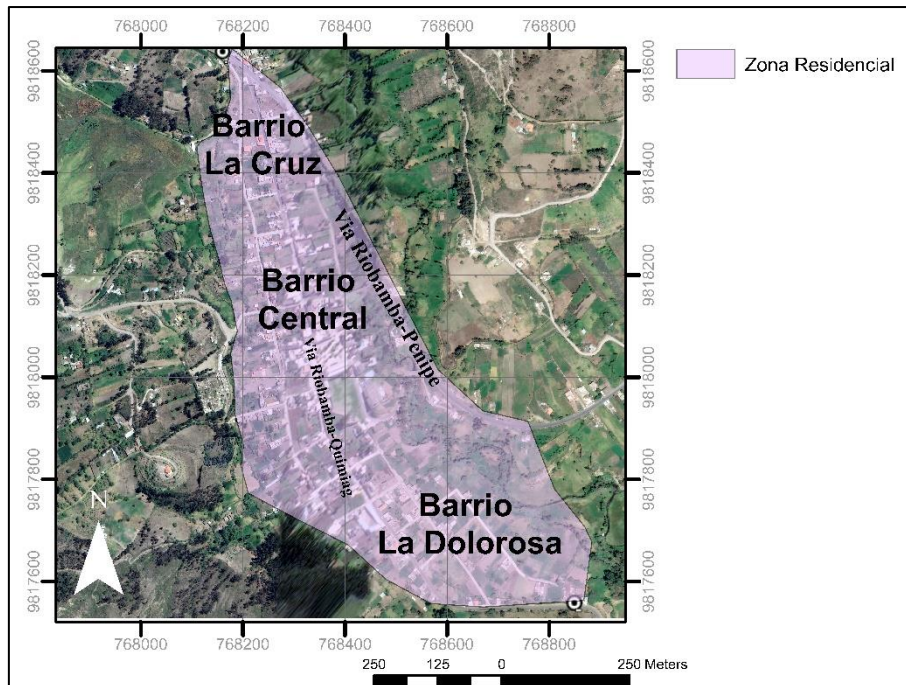 768000 768200 768400 768600 768800
Zona Residencial
9818600
9818400
9818200
9818000
9817800
9817600
9818600
9818400
9818200
9818000
9817800
9817600
Barrio
La Cruz
Via Riobamba-Penipe
Barrio
Central
Via Riobamba-Quimiag
Barrio
La Dolorosa
N
768000 768200 768400 768600 768800
250 125 0 250 Meters